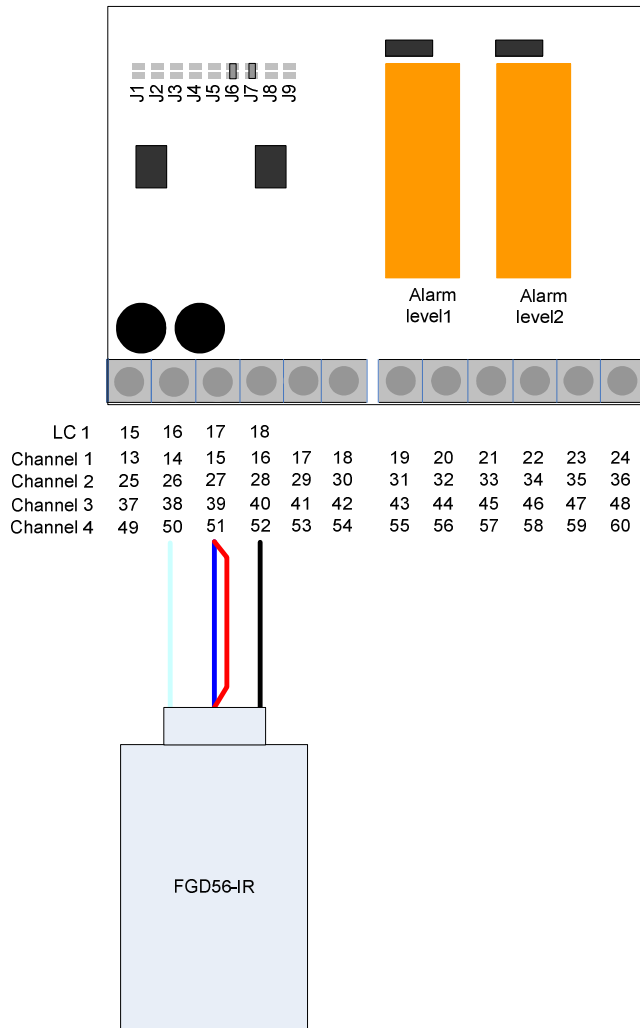 J1 J2 J3 J4 J5 J6 J7 J8 J9
Alarm level1
Alarm level2
LC 1 15 16 17 18
Channel 1 13 14 15 16 17 18 19 20 21 22 23 24
Channel 2 25 26 27 28 29 30 31 32 33 34 35 36
Channel 3 37 38 39 40 41 42 43 44 45 46 47 48
Channel 4 49 50 51 52 53 54 55 56 57 58 59 60
FGD56-IR